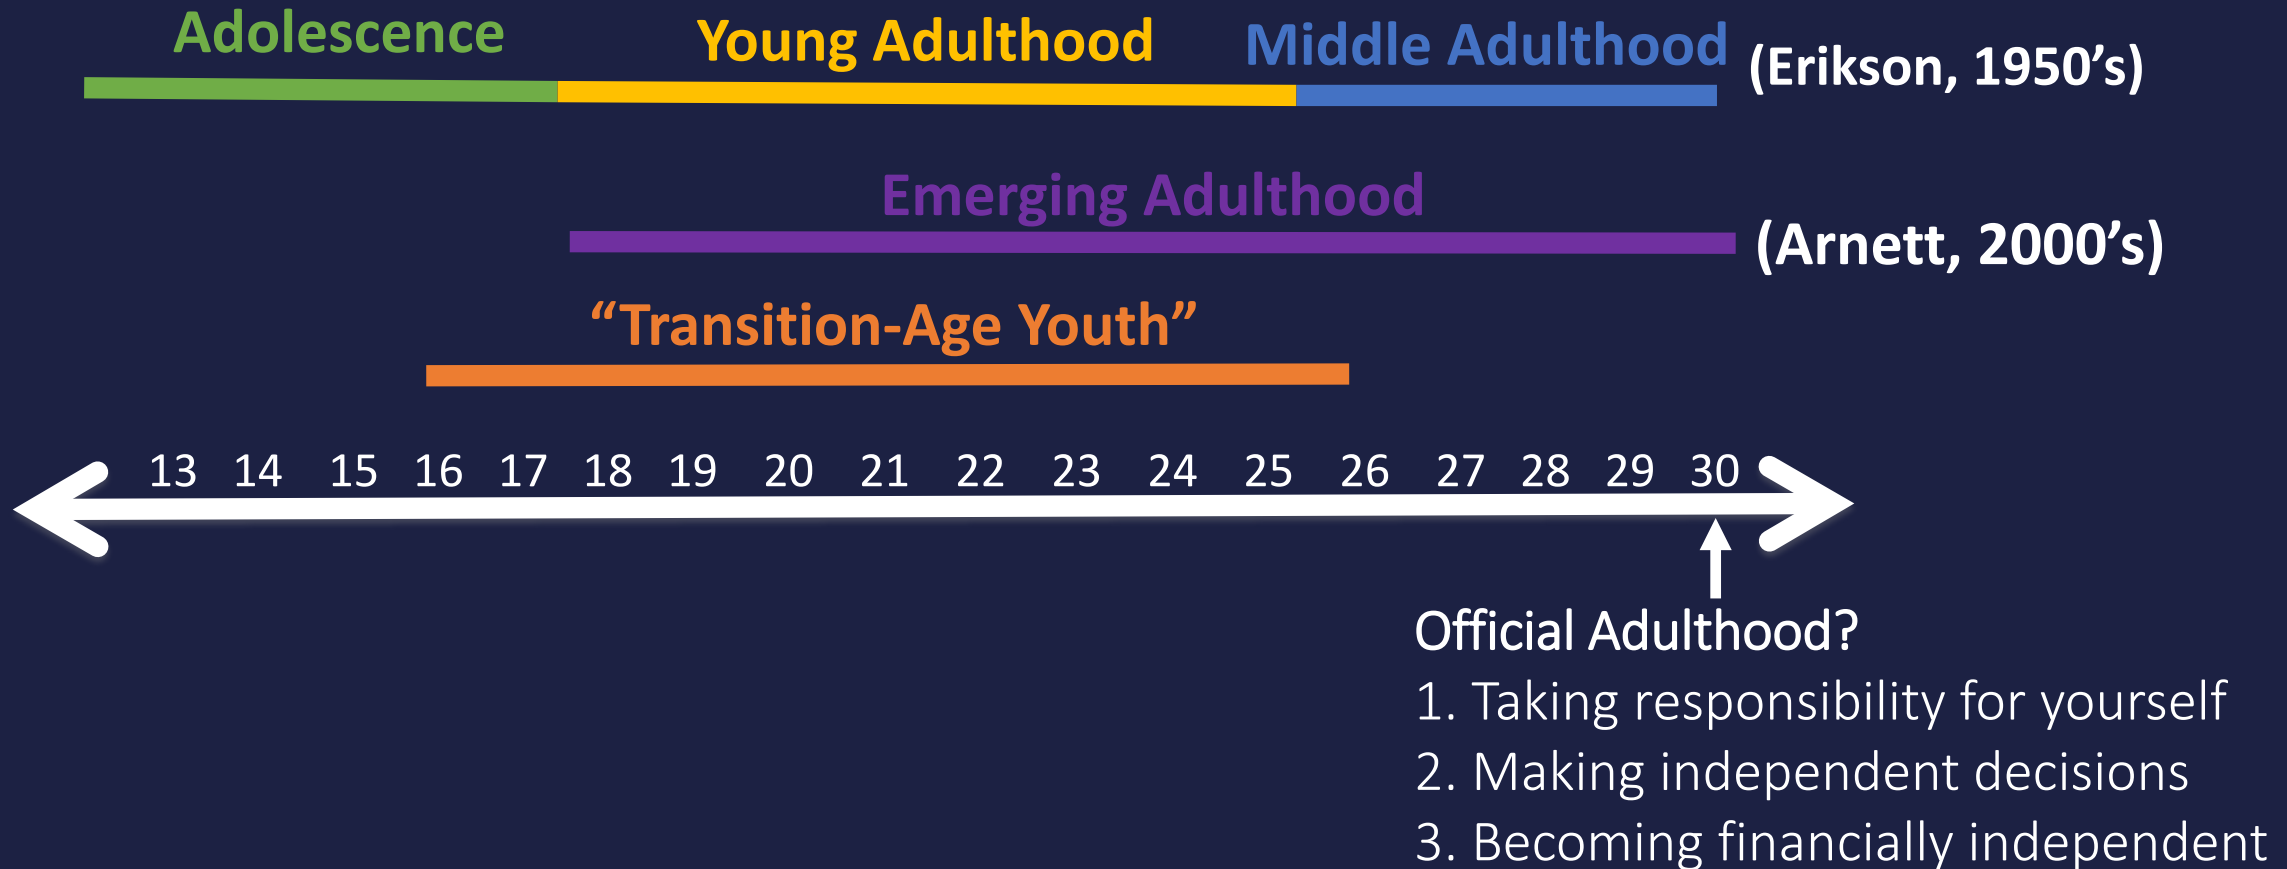 Adolescence Young Adulthood Middle Adulthood (Erikson, 1950’s)
Emerging Adulthood (Arnett, 2000’s)
“Transition-Age Youth”
13 14 15 16 17 18 19 20 21 22 23 24 25 26 27 28 29 30
Official Adulthood?
1. Taking responsibility for yourself
2. Making independent decisions
3. Becoming financially independent